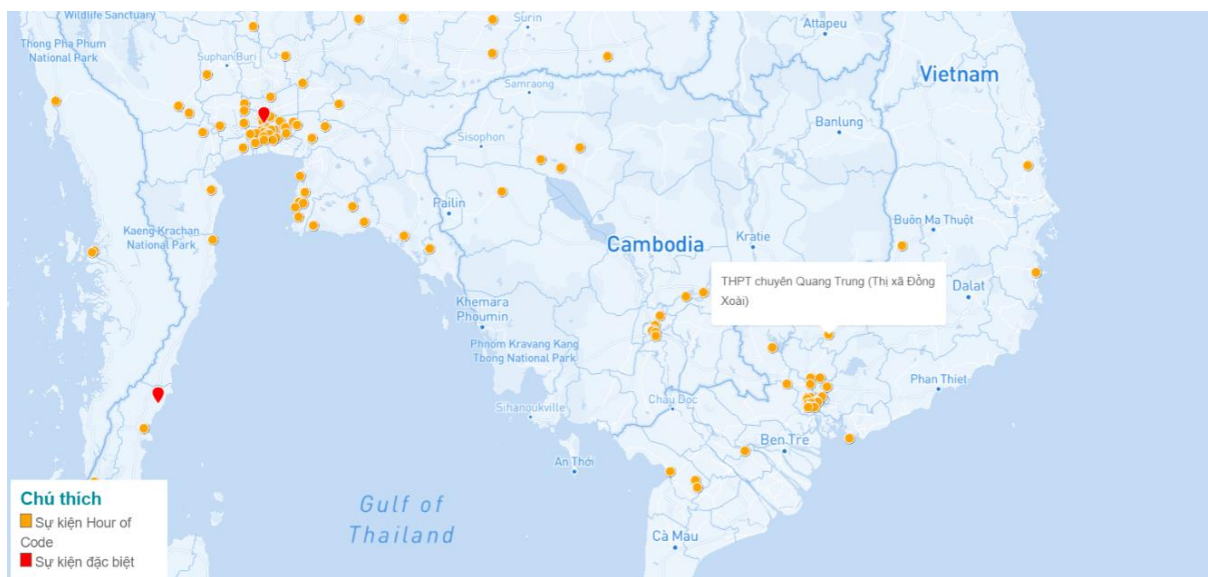 Wildlife Sanctuary
Surin
Attapeu
Thong Pha Phum
National Park
Suphan Buri
Vietnam
Samraong
Banlung
Sisophon
Pailin
Buôn Ma Thuột
Kaeng Krachan
National Park
Cambodia
Kratie
THPT chuyên Quang Trung (Thị xã Đồng
Xoài)
Dalat
Khemara
Phoumin
Phnom Kravang Kang
Tbong National Park
Phan Thiet
Sihanoukville
Chau Doc
Ben Tre
An Thới
Gulf of
Thailand
Cà Mau
Chú thích
Sự kiện Hour of
Code
Sự kiện đặc biệt